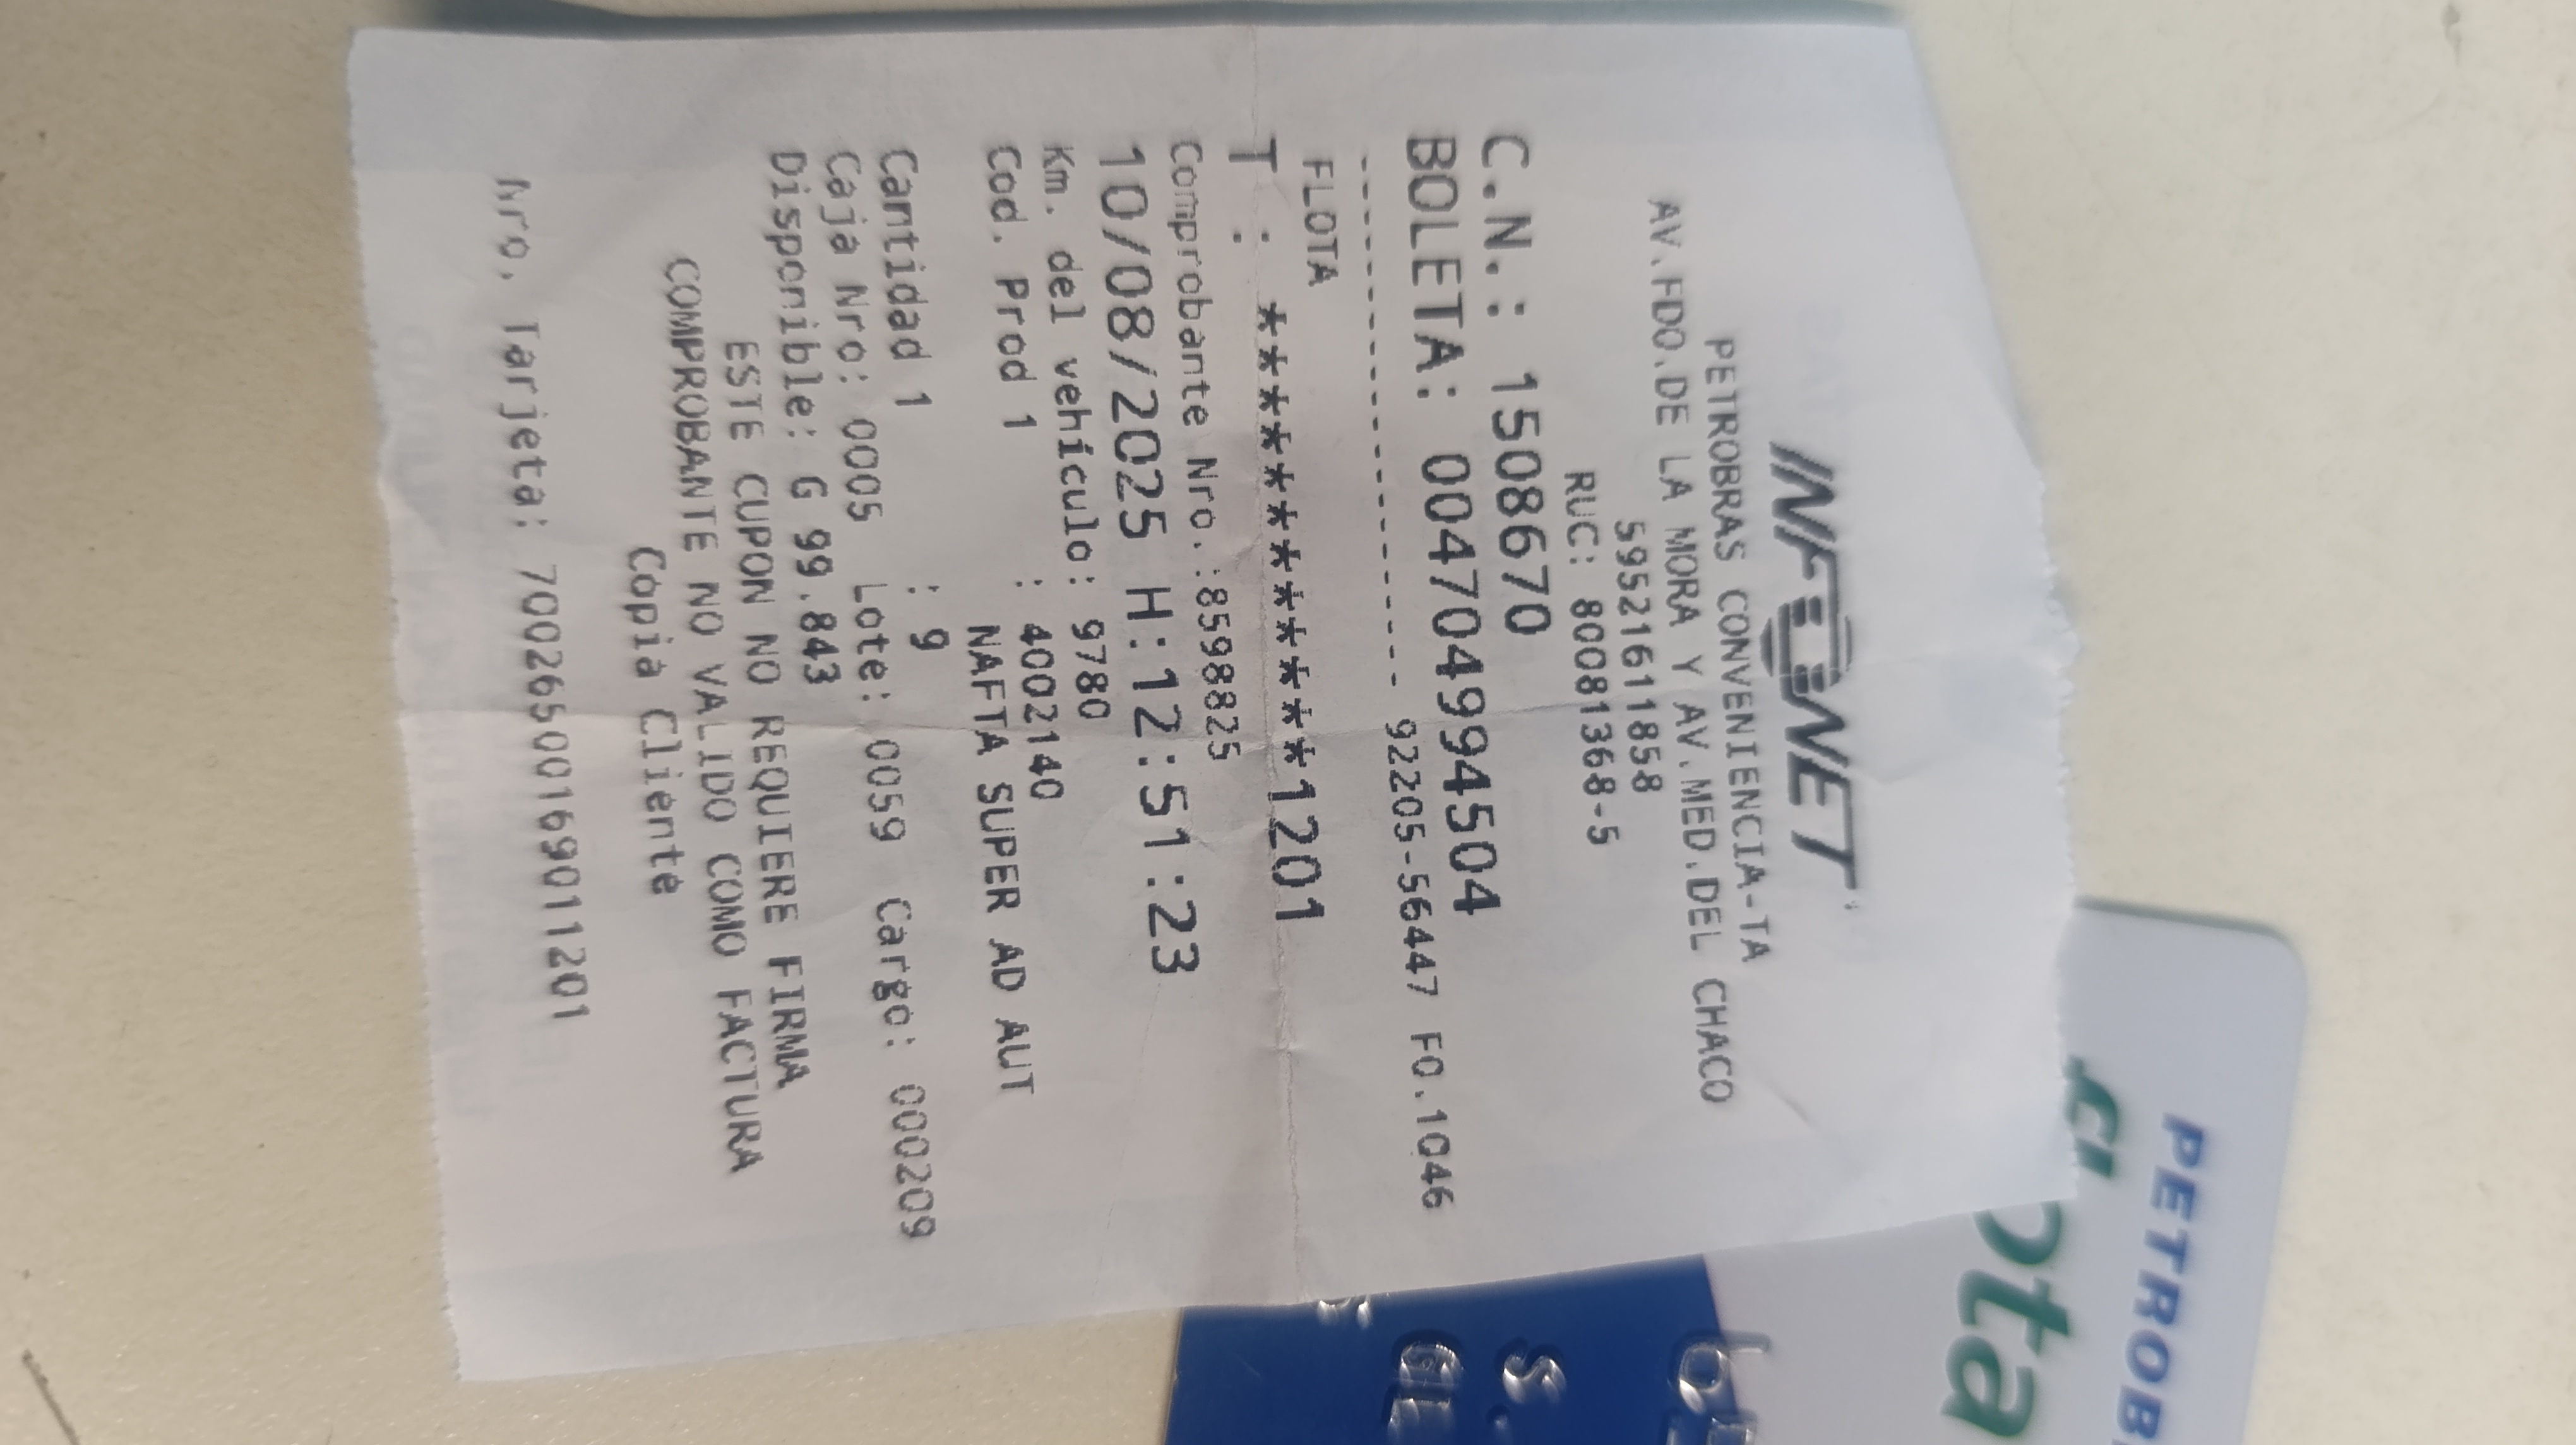 INFONET
PETROBRAS CONVENIENCIA-TA
AV.FDO.DE LA MORA Y AV.MED.DEL CHACO
59521611858
RUC: 80081368-5
C.N.: 1508670
BOLETA: 004704994504
------------------ 92205-56447 F0.1046
FLOTA
T : ************1201
Comprobante Nro.:8598825
10/08/2025 H:12:51:23
Km. del vehículo: 9780
Cod. Prod 1 : 4002140
NAFTA SUPER AD AUT
Cantidad 1 : 9
Caja Nro: 0005 Lote: 0059 Cargo: 000209
Disponible: G 99.843
ESTE CUPON NO REQUIERE FIRMA
COMPROBANTE NO VALIDO COMO FACTURA
Copia Cliente
Nro. Tarjeta: 7002650016901 1201
PETROB